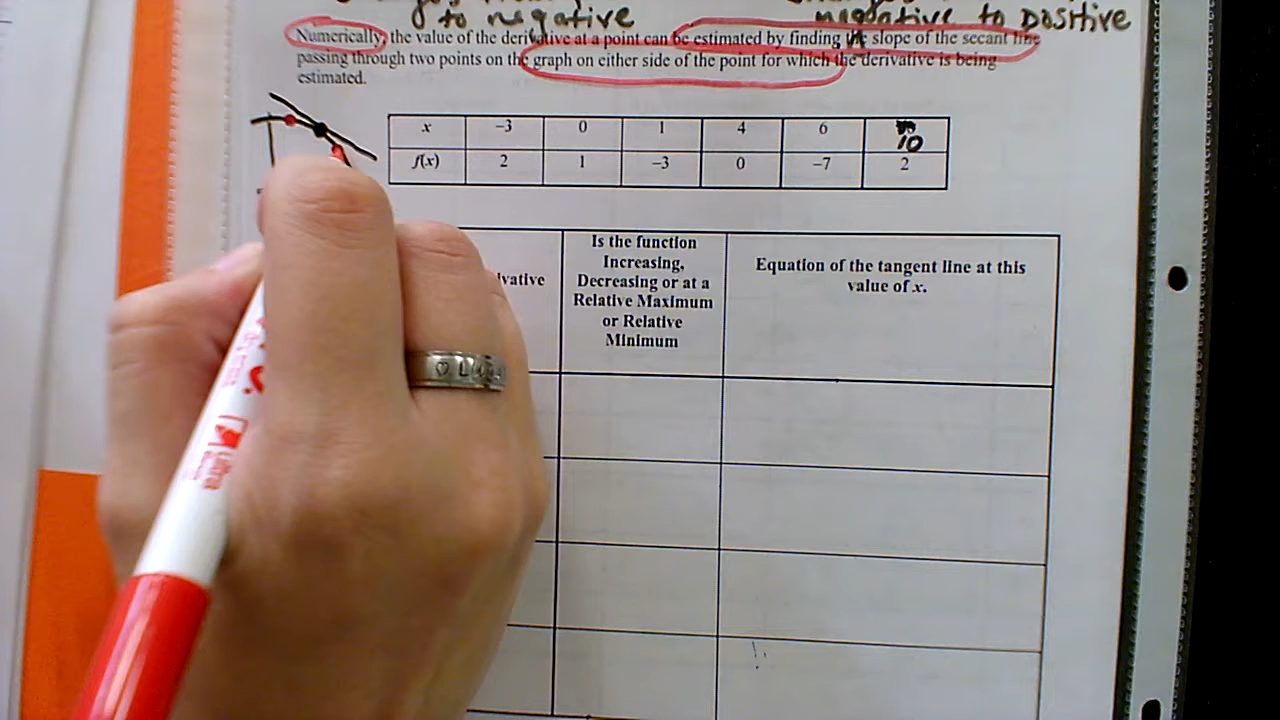 to negative
negative to positive
Numerically, the value of the derivative at a point can be estimated by finding the slope of the secant line
passing through two points on the graph on either side of the point for which the derivative is being
estimated.
x −3 0 1 4 6 10
f(x) 2 1 −3 0 −7 2
Is the function
Increasing,
Decreasing or at a
Relative Maximum
or Relative
Minimum
Equation of the tangent line at this
value of x.